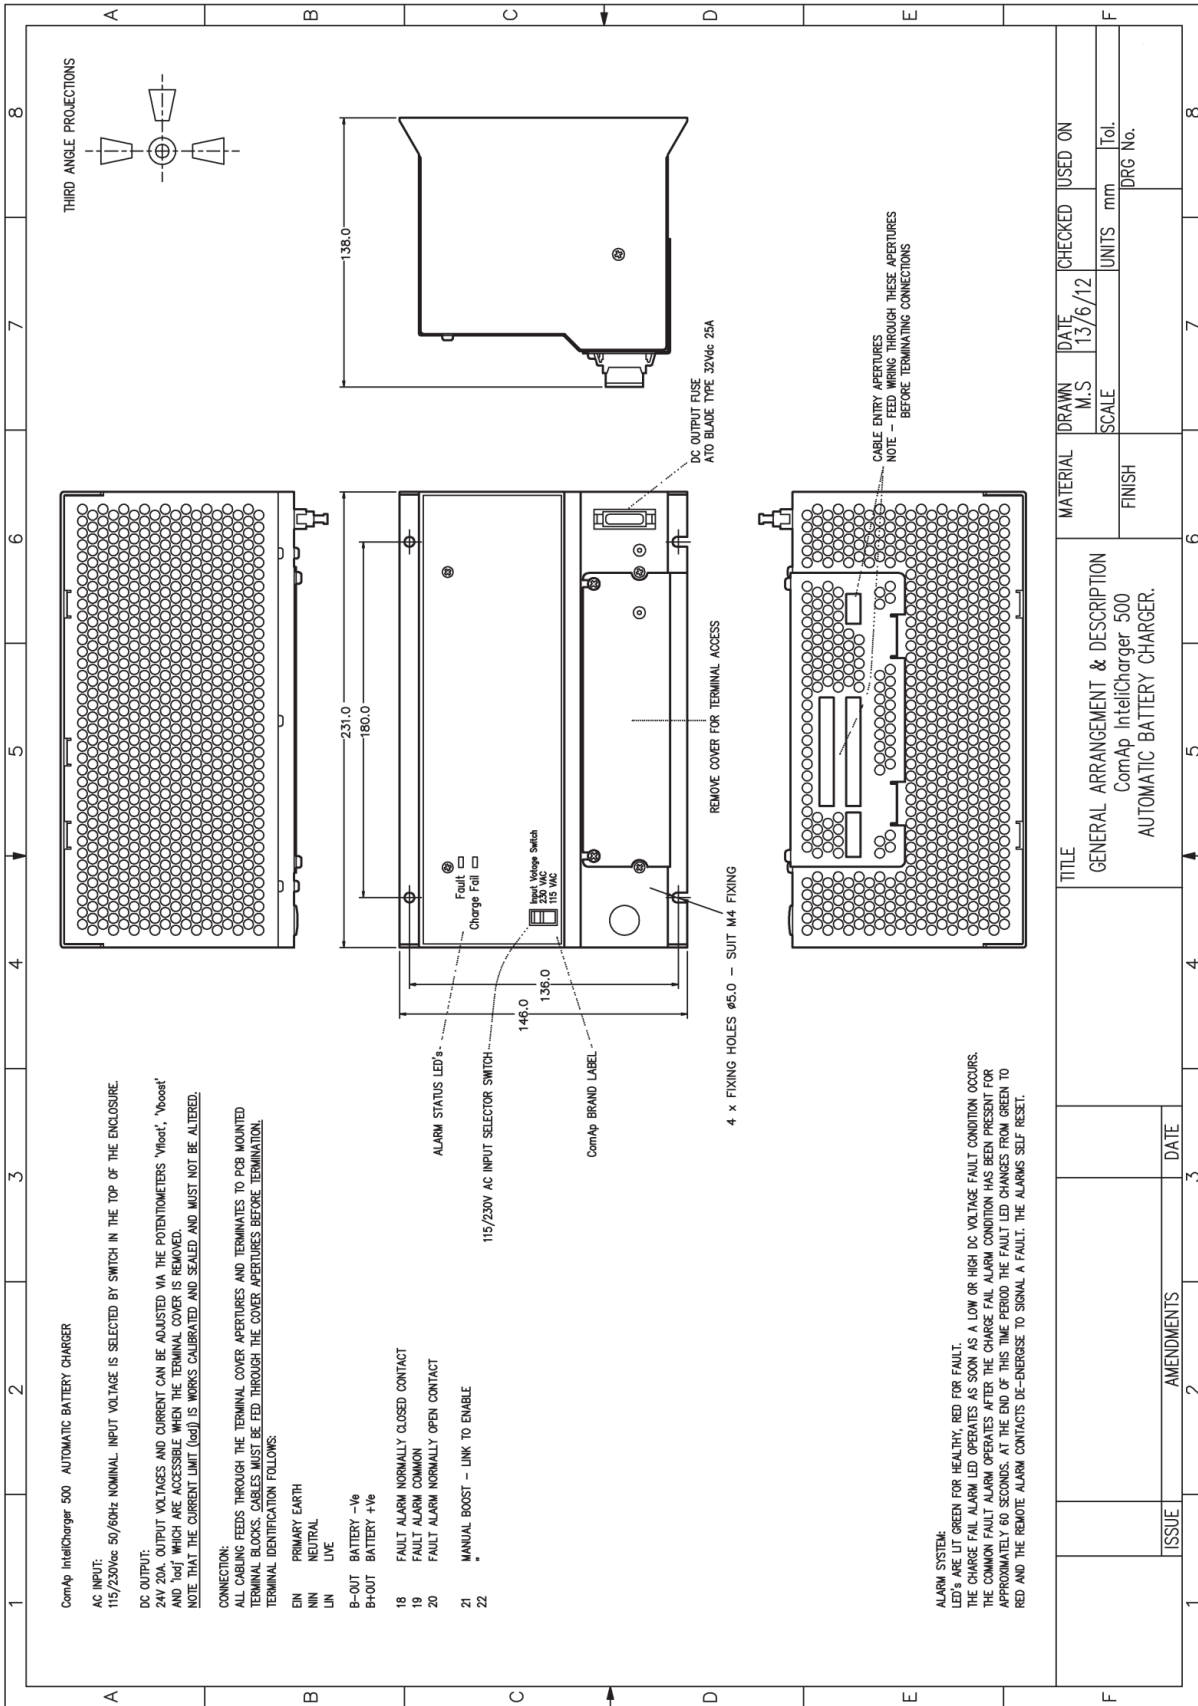 1 2 3 4 5 6 7 8
A
B
C
D
E
F
ComAp InteliCharger 500 AUTOMATIC BATTERY CHARGER
AC INPUT:
115/230Vac 50/60Hz NOMINAL INPUT VOLTAGE IS SELECTED BY SWITCH IN THE TOP OF THE ENCLOSURE.
DC OUTPUT:
24V 20A. OUTPUT VOLTAGES AND CURRENT CAN BE ADJUSTED VIA THE POTENTIOMETERS 'Vfloat', 'Vboost'
AND 'Iadj' WHICH ARE ACCESSIBLE WHEN THE TERMINAL COVER IS REMOVED.
NOTE THAT THE CURRENT LIMIT (Iadj) IS WORKS CALIBRATED AND SEALED AND MUST NOT BE ALTERED.
CONNECTION:
ALL CABLING FEEDS THROUGH THE TERMINAL COVER APERTURES AND TERMINATES TO PCB MOUNTED
TERMINAL BLOCKS. CABLES MUST BE FED THROUGH THE COVER APERTURES BEFORE TERMINATION.
TERMINAL IDENTIFICATION FOLLOWS:
EIN PRIMARY EARTH
NIN NEUTRAL
LIN LIVE
B-OUT BATTERY -Ve
B+OUT BATTERY +Ve
18 FAULT ALARM NORMALLY CLOSED CONTACT
19 FAULT ALARM COMMON
20 FAULT ALARM NORMALLY OPEN CONTACT
21 MANUAL BOOST - LINK TO ENABLE
22 "
ALARM SYSTEM:
LED's ARE LIT GREEN FOR HEALTHY, RED FOR FAULT.
THE CHARGE FAIL ALARM LED OPERATES AS SOON AS A LOW OR HIGH DC VOLTAGE FAULT CONDITION OCCURS.
THE COMMON FAULT ALARM OPERATES AFTER THE CHARGE FAIL ALARM CONDITION HAS BEEN PRESENT FOR
APPROXIMATELY 60 SECONDS. AT THE END OF THIS TIME PERIOD THE FAULT LED CHANGES FROM GREEN TO
RED AND THE REMOTE ALARM CONTACTS DE-ENERGISE TO SIGNAL A FAULT. THE ALARMS SELF RESET.
THIRD ANGLE PROJECTIONS
231.0
180.0
138.0
146.0
136.0
ALARM STATUS LED's
115/230V AC INPUT SELECTOR SWITCH
ComAp BRAND LABEL
Fault
Charge Fail
Input Votage Switch
230 VAC
115 VAC
4 x FIXING HOLES ø5.0 - SUIT M4 FIXING
REMOVE COVER FOR TERMINAL ACCESS
DC OUTPUT FUSE
ATO BLADE TYPE 32Vdc 25A
CABLE ENTRY APERTURES
NOTE - FEED WIRING THROUGH THESE APERTURES
BEFORE TERMINATING CONNECTIONS
ISSUE
AMENDMENTS
DATE
TITLE
GENERAL ARRANGEMENT & DESCRIPTION
ComAp InteliCharger 500
AUTOMATIC BATTERY CHARGER.
MATERIAL
FINISH
DRAWN
M.S
DATE
13/6/12
CHECKED
USED ON
SCALE
UNITS mm
Tol.
DRG No.
A
B
C
D
E
F
1 2 3 4 5 6 7 8